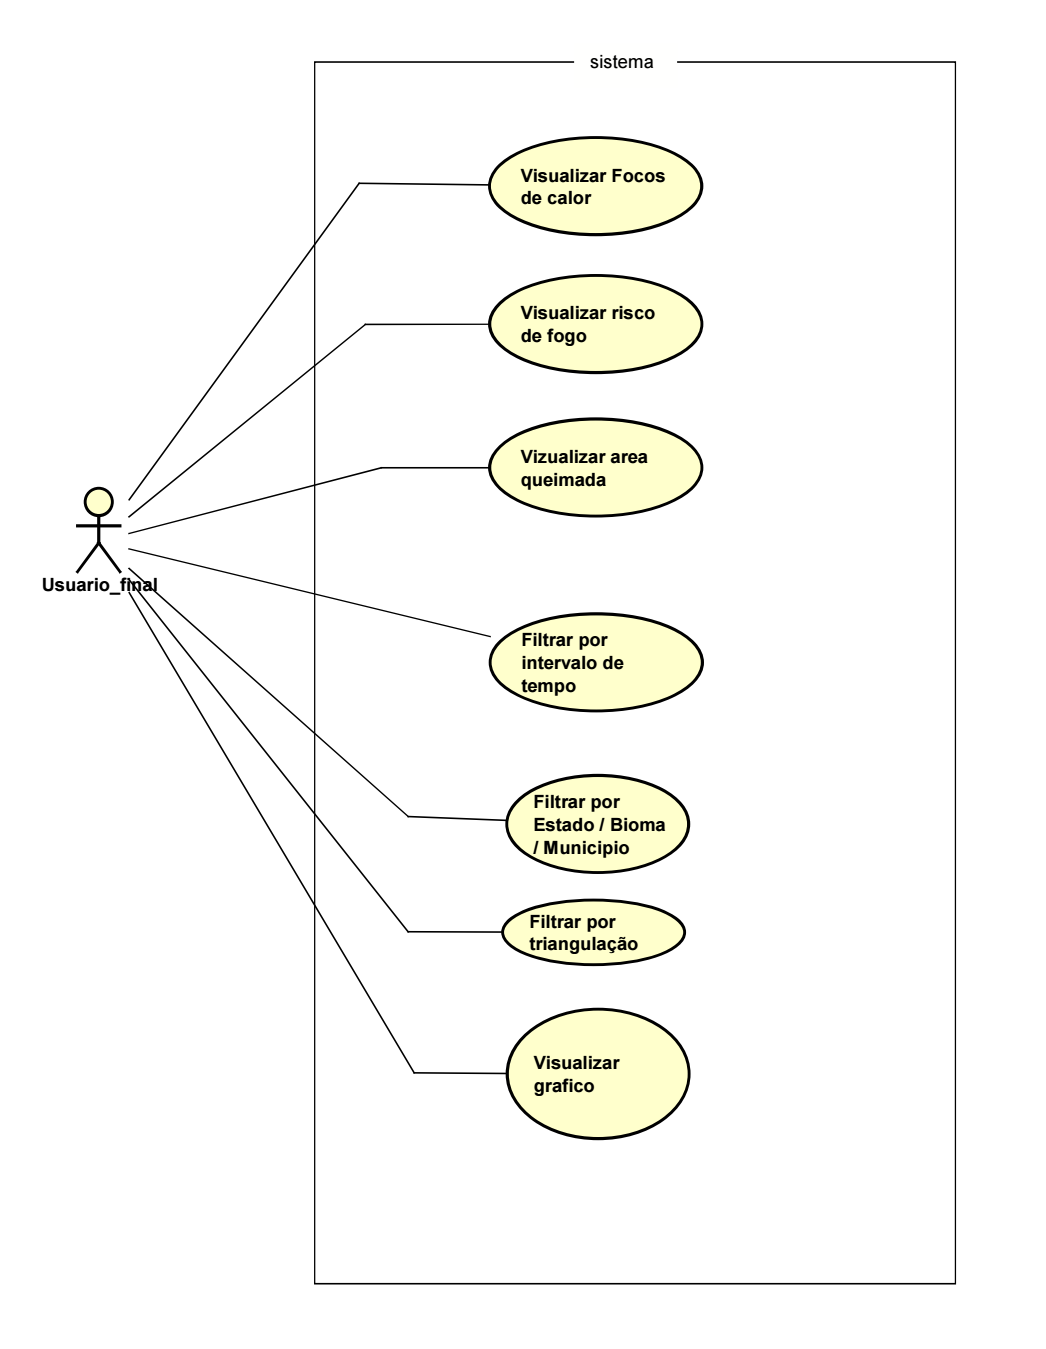 sistema
Visualizar Focos
de calor
Visualizar risco
de fogo
Vizualizar area
queimada
Usuario_final
Filtrar por
intervalo de
tempo
Filtrar por
Estado / Bioma
/ Municipio
Filtrar por
triangulação
Visualizar
grafico